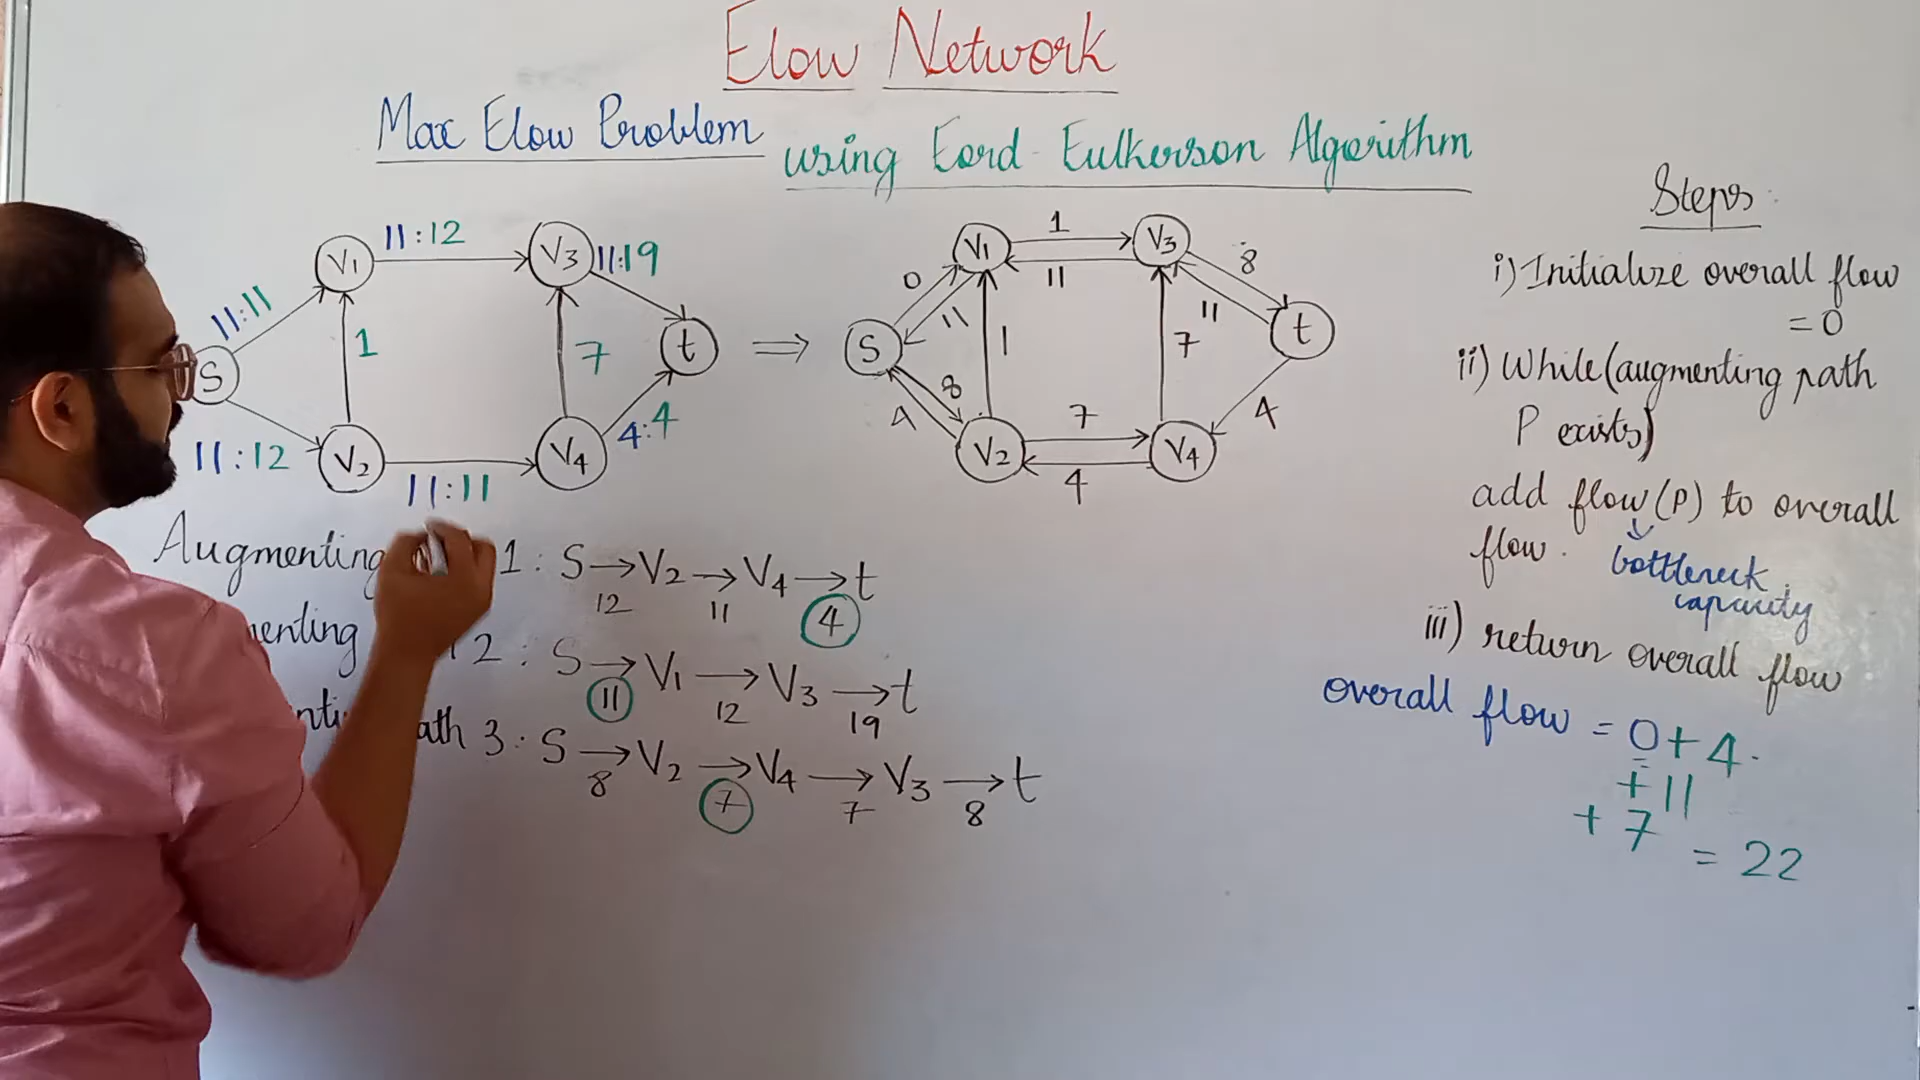 Flow Network
Max Flow Problem using Ford-Fulkerson Algorithm
11:12
V1
V3
11:19
11:11
1
7
t
S
11:12
V2
11:11
V4
4:4
⇒
1
V1
V3
11
8
0
11
11
S
1
7
t
8
4
7
4
V2
V4
4
Augmenting 1: S→V2→V4→t
12 11 4
enting 2: S→V1→V3→t
11 12 19
ath 3: S→V2→V4→V3→t
8 7 7 8
Steps:
i) Initialize overall flow
= 0
ii) While(augmenting path
P exists)
add flow(P) to overall
flow.
bottleneck
capacity
iii) return overall flow
overall flow = 0+4
+11
+7
= 22